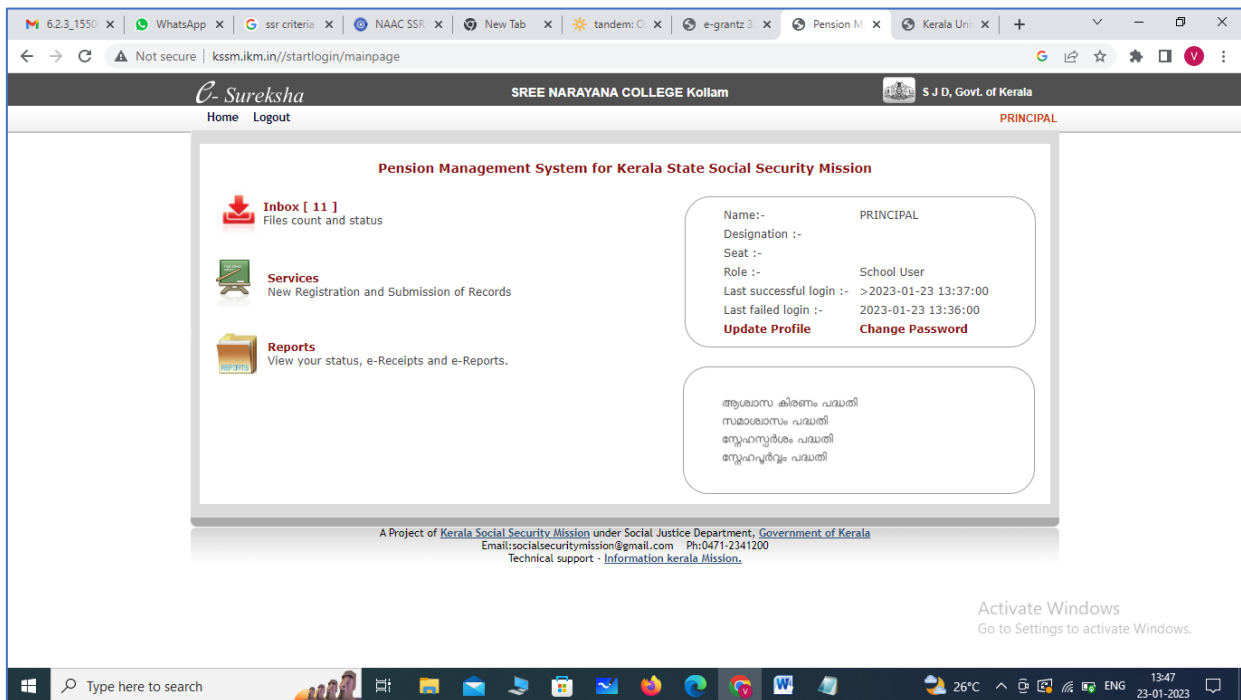 6.2.3_1550
WhatsApp
ssr criteria
NAAC SSR
New Tab
tandem: O
e-grantz 3
Pension M
Kerala Uni
Not secure | kssm.ikm.in//startlogin/mainpage
e- Sureksha
SREE NARAYANA COLLEGE Kollam
S J D, Govt. of Kerala
Home Logout
PRINCIPAL
Pension Management System for Kerala State Social Security Mission
Inbox [ 11 ]
Files count and status
Services
New Registration and Submission of Records
Reports
View your status, e-Receipts and e-Reports.
REPORTS
Name:- PRINCIPAL
Designation :-
Seat :-
Role :- School User
Last successful login :- >2023-01-23 13:37:00
Last failed login :- 2023-01-23 13:36:00
Update Profile Change Password
ആശ്വാസ കിരണം പദ്ധതി
സമാശ്വാസം പദ്ധതി
സ്നേഹസ്പർശം പദ്ധതി
സ്നേഹപൂർവ്വം പദ്ധതി
A Project of Kerala Social Security Mission under Social Justice Department, Government of Kerala
Email:socialsecuritymission@gmail.com Ph:0471-2341200
Technical support - Information kerala Mission.
Activate Windows
Go to Settings to activate Windows.
Type here to search
26°C
ENG
13:47
23-01-2023